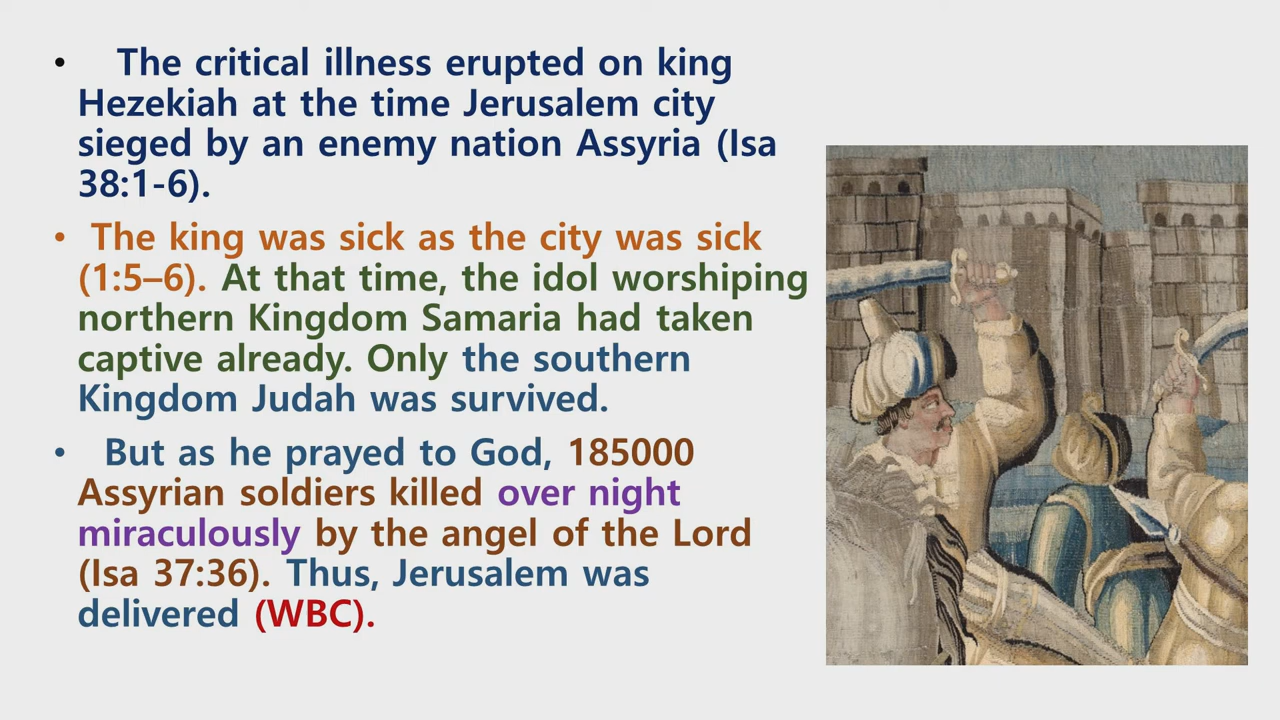 • The critical illness erupted on king
Hezekiah at the time Jerusalem city
sieged by an enemy nation Assyria (Isa
38:1-6).
• The king was sick as the city was sick
(1:5–6). At that time, the idol worshiping
northern Kingdom Samaria had taken
captive already. Only the southern
Kingdom Judah was survived.
• But as he prayed to God, 185000
Assyrian soldiers killed over night
miraculously by the angel of the Lord
(Isa 37:36). Thus, Jerusalem was
delivered (WBC).